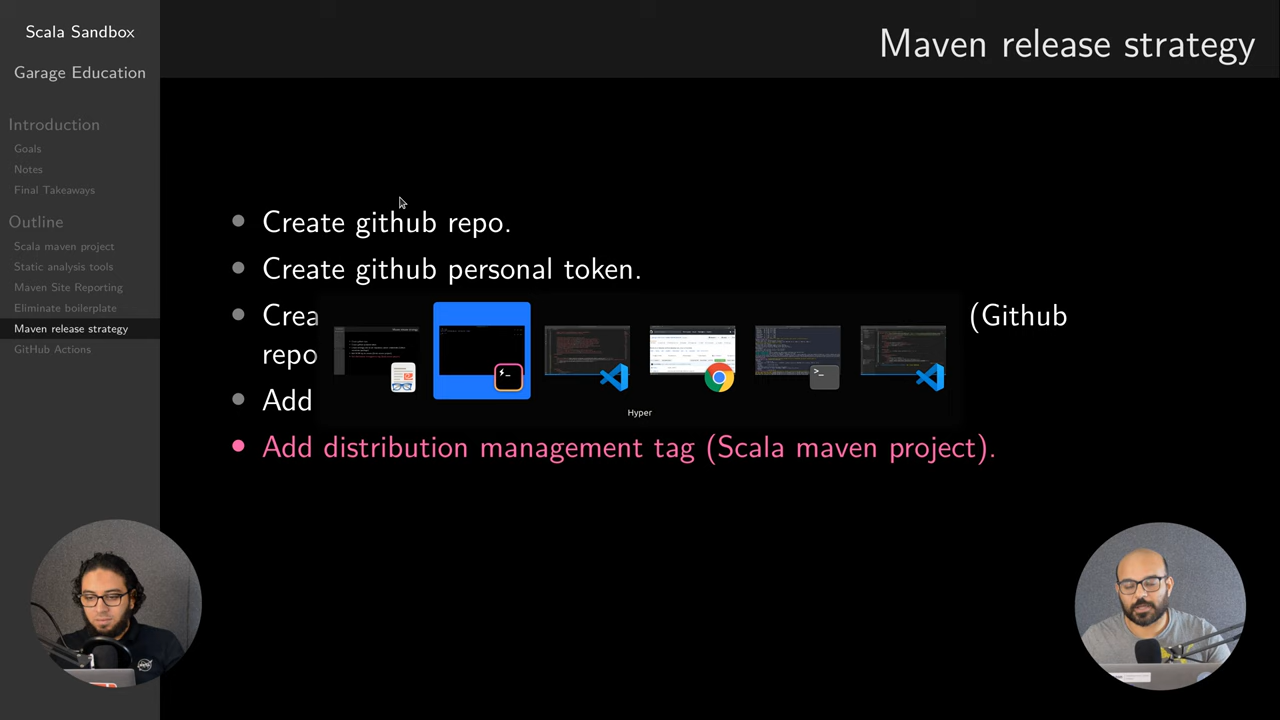 Scala Sandbox
Garage Education
Introduction
Goals
Notes
Final Takeaways
Outline
Scala maven project
Static analysis tools
Maven Site Reporting
Eliminate boilerplate
Maven release strategy
GitHub Actions
Maven release strategy
Create github repo.
Create github personal token.
(Github
repo
Add
Hyper
Add distribution management tag (Scala maven project).